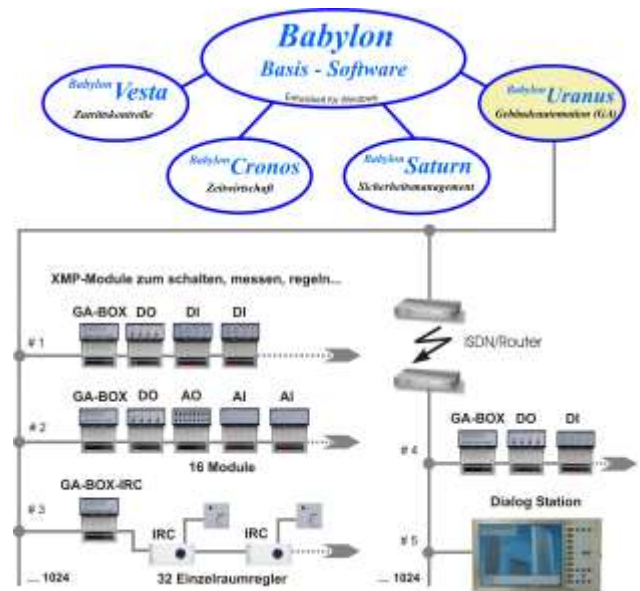 Babylon
Basis - Software
Entwickelt für Windows
Babylon Vesta
Zutrittskontrolle
Babylon Uranus
Gebäudeautomation (GA)
Babylon Cronos
Zeitwirtschaft
Babylon Saturn
Sicherheitsmanagement
XMP-Module zum schalten, messen, regeln...
GA-BOX DO DI DI
# 1
ISDN/Router
GA-BOX DO AO AI AI
# 2
16 Module
GA-BOX DO DI
# 4
GA-BOX-IRC
# 3
IRC IRC
32 Einzelraumregler
.... 1024
Dialog Station
# 5
.... 1024